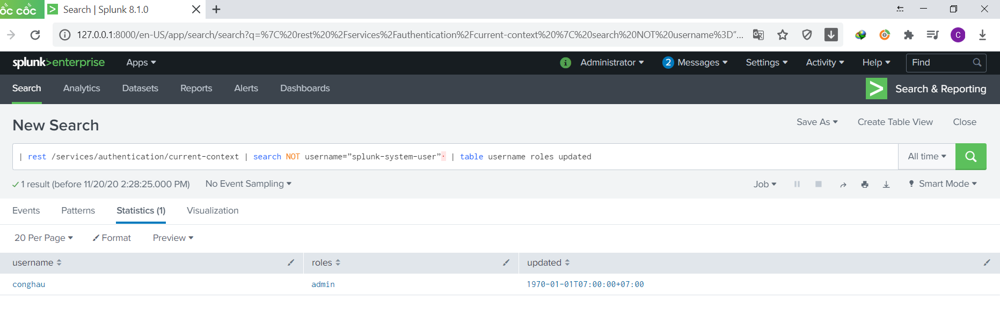 ốc cốc
Search | Splunk 8.1.0
127.0.0.1:8000/en-US/app/search/search?q=%7C%20rest%20%2Fservices%2Fauthentication%2Fcurrent-context%20%7C%20search%20NOT%20username%3D”...
splunk>enterprise Apps
i Administrator 2 Messages Settings Activity Help Find
Search Analytics Datasets Reports Alerts Dashboards
Search & Reporting
New Search
Save As Create Table View Close
| rest /services/authentication/current-context | search NOT username=”splunk-system-user”· | table username roles updated
All time
1 result (before 11/20/20 2:28:25.000 PM) No Event Sampling
Job Smart Mode
Events Patterns Statistics (1) Visualization
20 Per Page Format Preview
username roles updated
conghau admin 1970-01-01T07:00:00+07:00
C